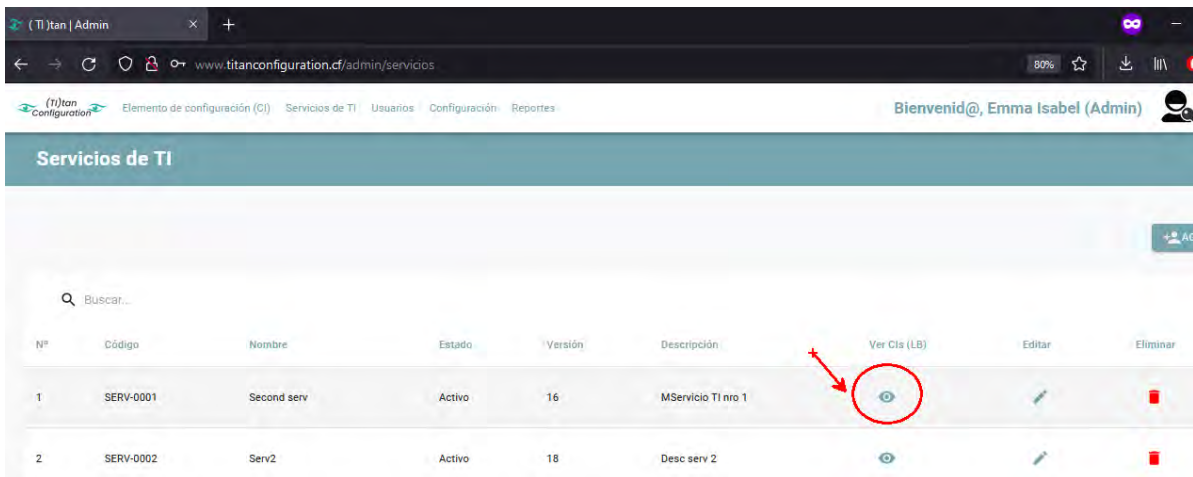 ( TI )tan | Admin
www.titanconfiguration.cf/admin/servicios
80%
(TI)tan
Configuration
Elemento de configuración (CI) Servicios de TI Usuarios Configuración Reportes
Bienvenid@, Emma Isabel (Admin)
Servicios de TI
Buscar...
Nº Código Nombre Estado Versión Descripción Ver CIs (LB) Editar Eliminar
1 SERV-0001 Second serv Activo 16 MServicio TI nro 1
2 SERV-0002 Serv2 Activo 18 Desc serv 2